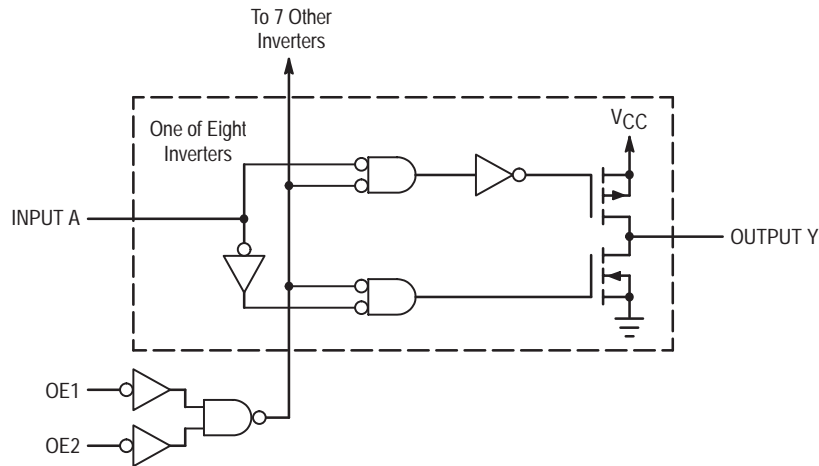 To 7 Other
Inverters
One of Eight
Inverters
VCC
INPUT A
OUTPUT Y
OE1
OE2